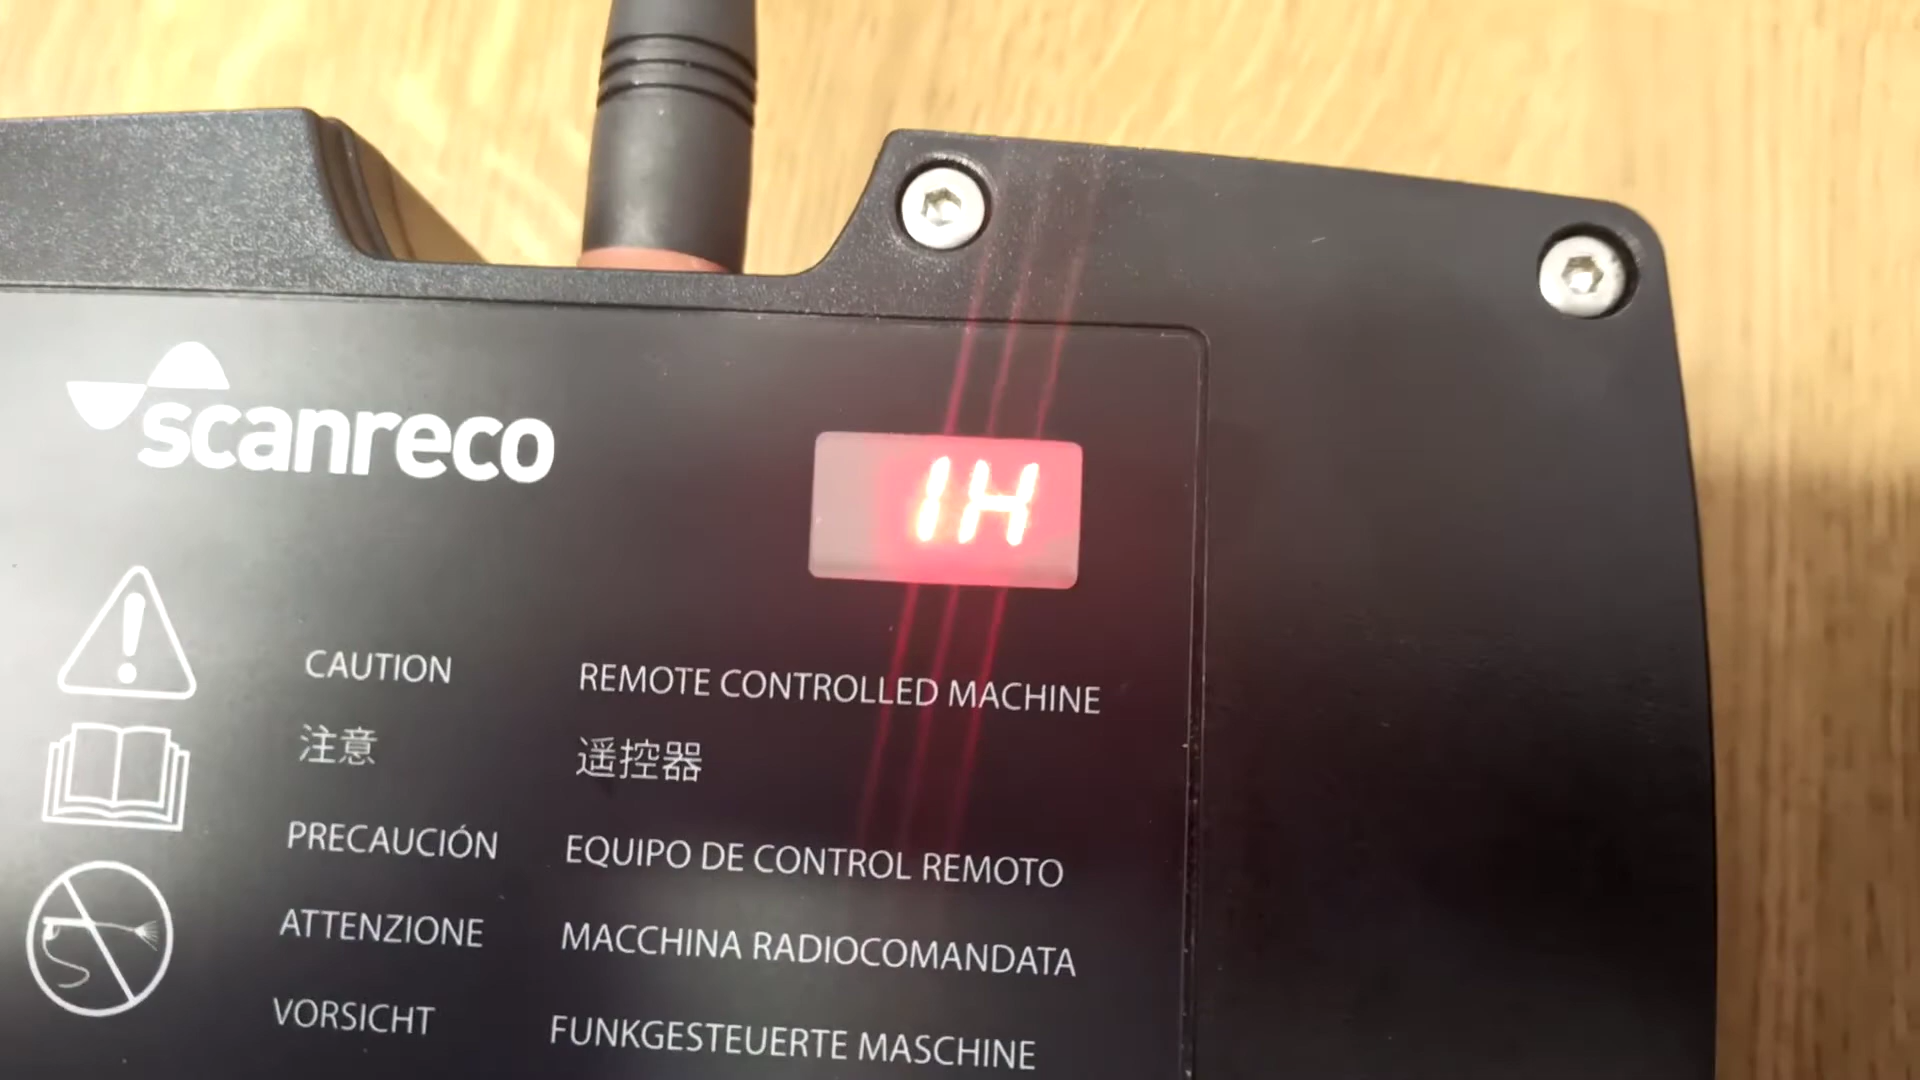 scanreco
1H
CAUTION REMOTE CONTROLLED MACHINE
注意 遥控器
PRECAUCIÓN EQUIPO DE CONTROL REMOTO
ATTENZIONE MACCHINA RADIOCOMANDATA
VORSICHT FUNKGESTEUERTE MASCHINE